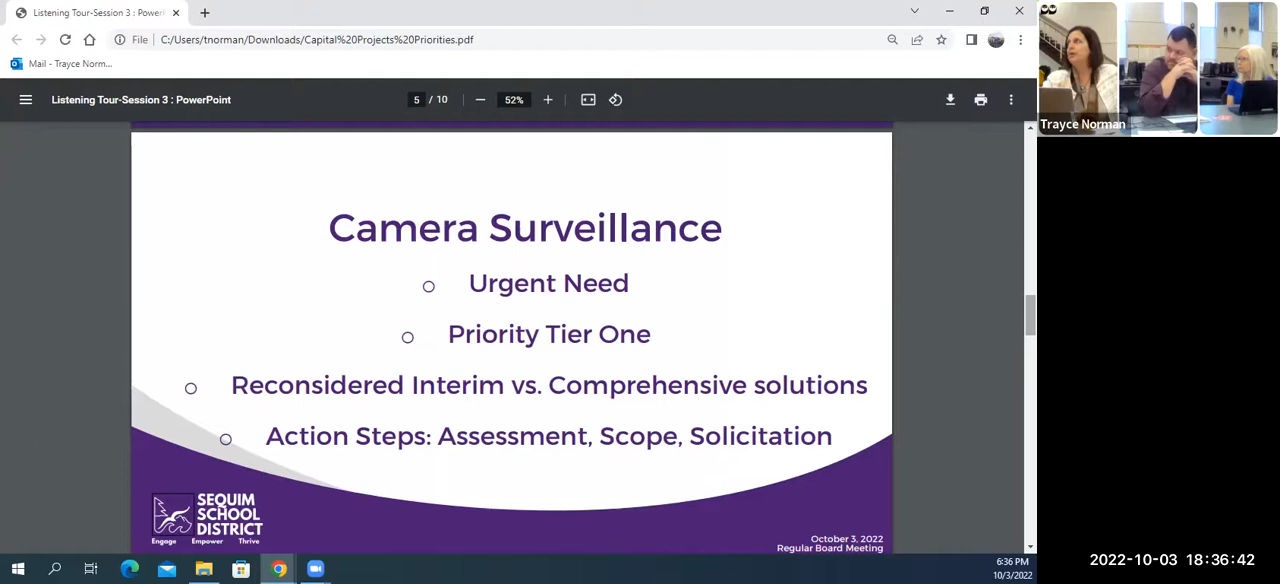 Listening Tour-Session 3 : Power
File
C:/Users/tnorman/Downloads/Capital%20Projects%20Priorities.pdf
Mail - Trayce Norm...
Listening Tour-Session 3 : PowerPoint
5 / 10
52%
Camera Surveillance
Urgent Need
Priority Tier One
Reconsidered Interim vs. Comprehensive solutions
Action Steps: Assessment, Scope, Solicitation
SEQUIM
SCHOOL
DISTRICT
Engage Empower Thrive
October 3, 2022
Regular Board Meeting
6:36 PM
10/3/2022
Trayce Norman
2022-10-03 18:36:42